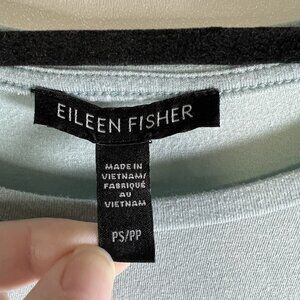 EILEEN FISHER
MADE IN
VIETNAM/
FABRIQUÉ
AU
VIETNAM
PS/PP